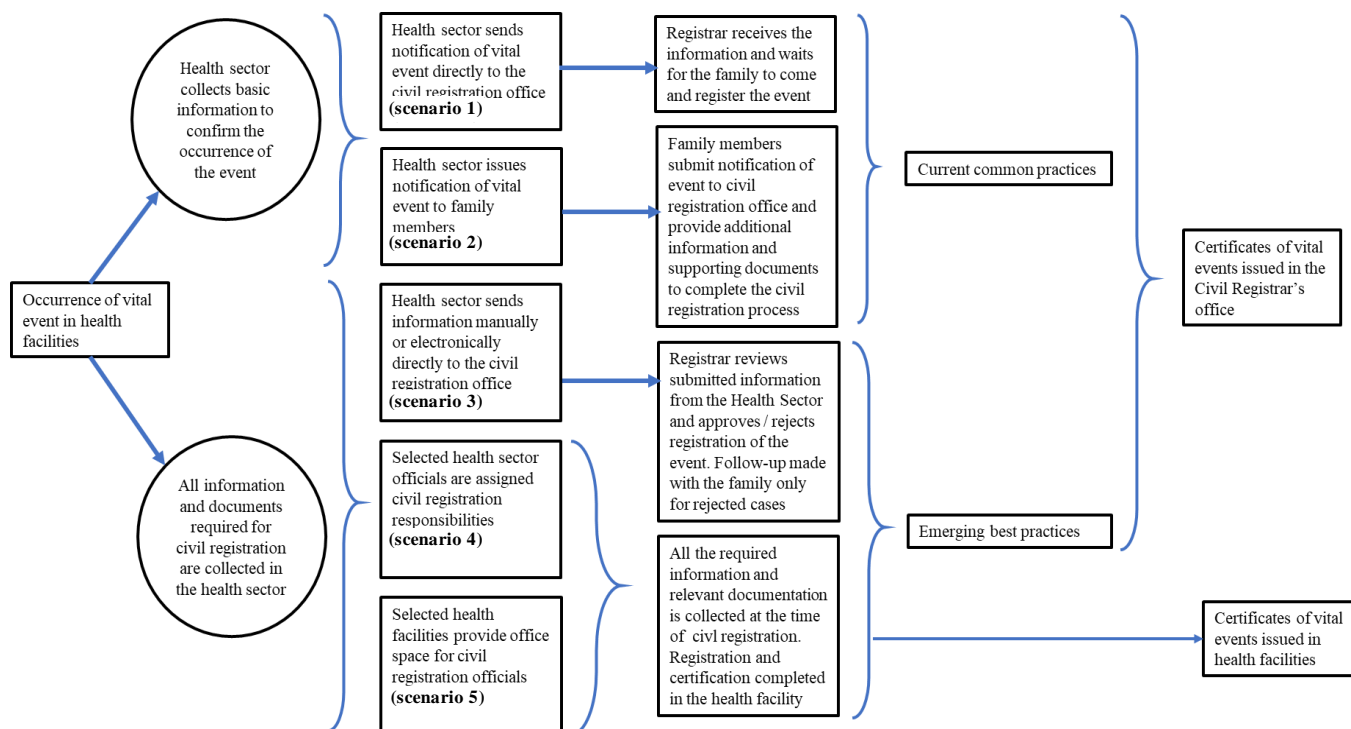 Health sector
collects basic
information to
confirm the
occurrence of
the event
Occurrence of vital
event in health
facilities
All information
and documents
required for
civil registration
are collected in
the health sector
Health sector sends
notification of vital
event directly to the
civil registration office
(scenario 1)
Health sector issues
notification of vital
event to family
members
(scenario 2)
Health sector sends
information manually
or electronically
directly to the civil
registration office
(scenario 3)
Selected health sector
officials are assigned
civil registration
responsibilities
(scenario 4)
Selected health
facilities provide office
space for civil
registration officials
(scenario 5)
Registrar receives the
information and waits
for the family to come
and register the event
Family members
submit notification of
event to civil
registration office and
provide additional
information and
supporting documents
to complete the civil
registration process
Registrar reviews
submitted information
from the Health Sector
and approves / rejects
registration of the
event. Follow-up made
with the family only
for rejected cases
All the required
information and
relevant documentation
is collected at the time
of civl registration.
Registration and
certification completed
in the health facility
Current common practices
Emerging best practices
Certificates of vital
events issued in the
Civil Registrar's
office
Certificates of vital
events issued in
health facilities